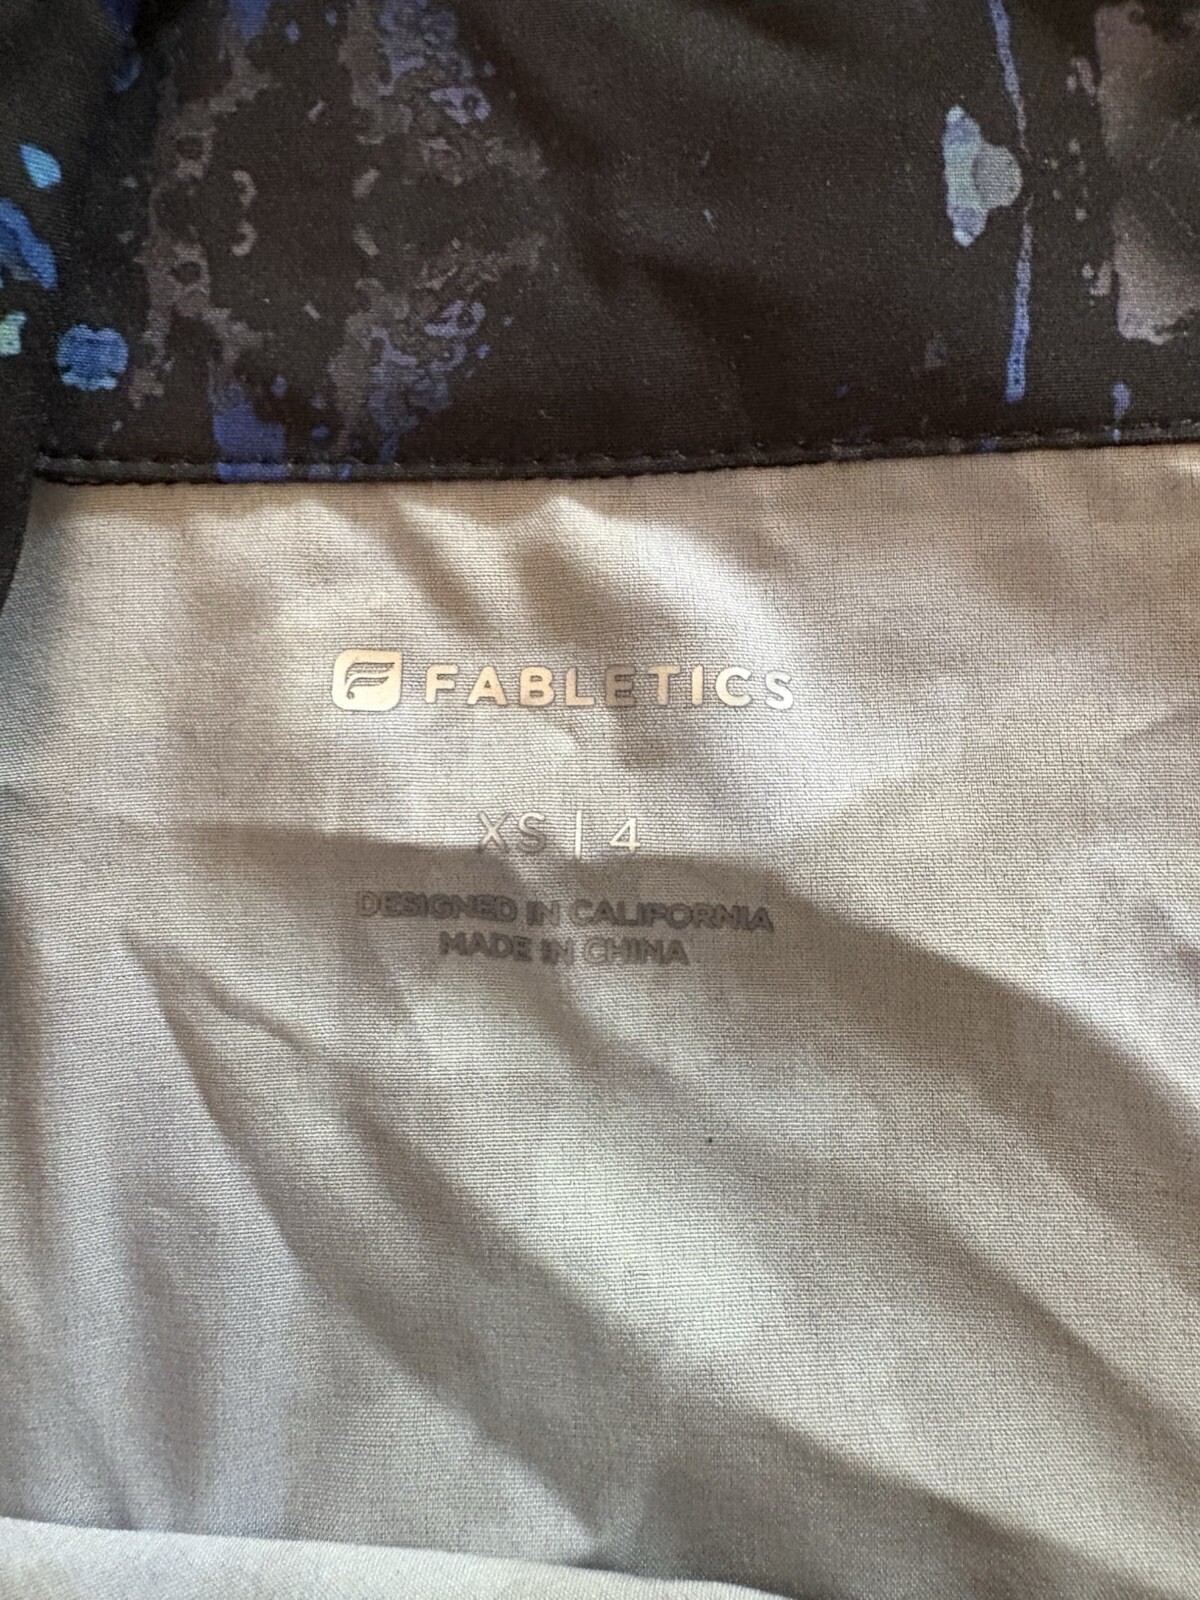 FABLETICS
XS | 4
DESIGNED IN CALIFORNIA
MADE IN CHINA